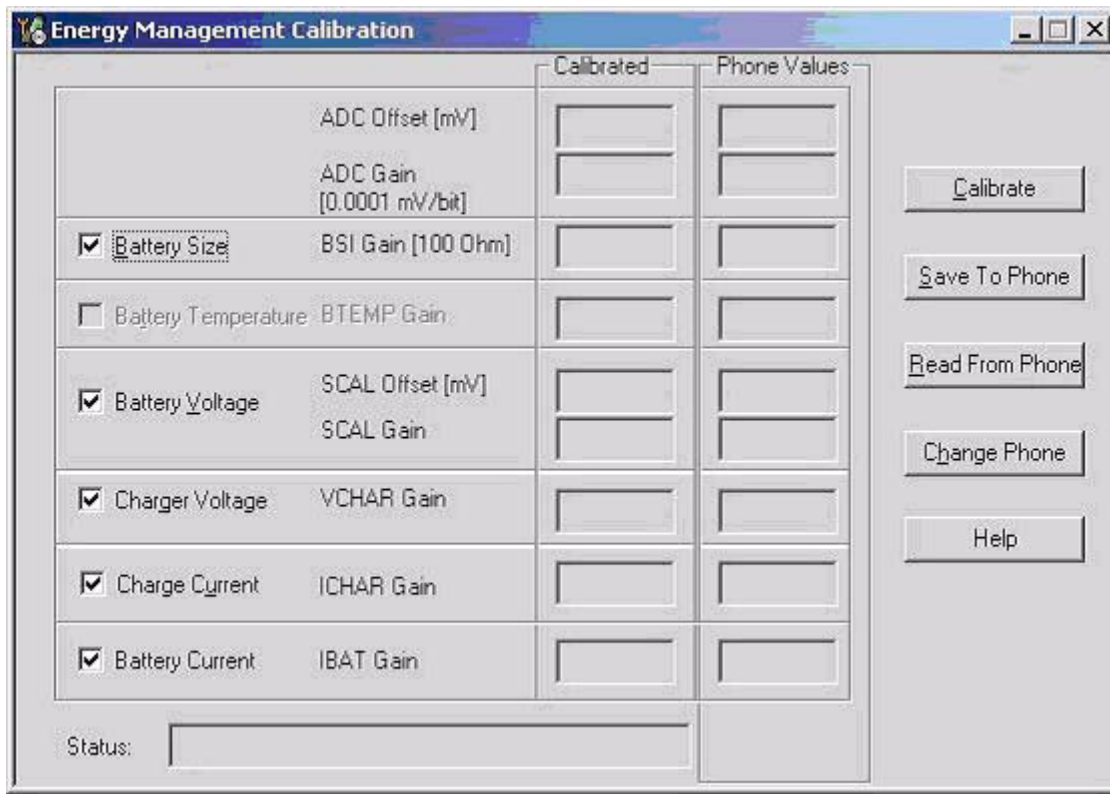 Energy Management Calibration
Calibrated Phone Values
ADC Offset [mV]
ADC Gain
[0.0001 mV/bit]
Battery Size BSI Gain [100 Ohm]
Battery Temperature BTEMP Gain
Battery Voltage
SCAL Offset [mV]
SCAL Gain
Charger Voltage VCHAR Gain
Charge Current ICHAR Gain
Battery Current IBAT Gain
Status:
Calibrate
Save To Phone
Read From Phone
Change Phone
Help